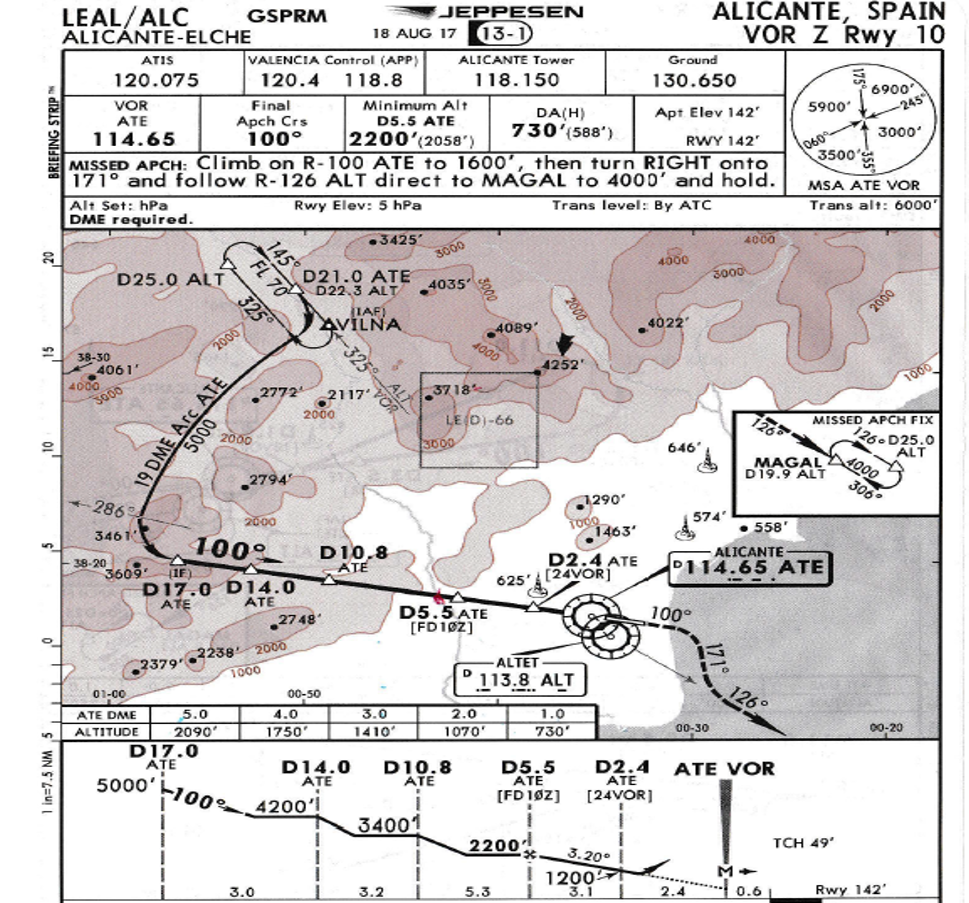 LEAL/ALC GSPRM JEPPESEN ALICANTE, SPAIN
ALICANTE-ELCHE 18 AUG 17 13-1 VOR Z Rwy 10
BRIEFING STRIP™
ATIS VALENCIA Control (APP) ALICANTE Tower Ground
120.075 120.4 118.8 118.150 130.650
VOR Final Minimum Alt
ATE Apch Crs D5.5 ATE DA(H) Apt Elev 142'
114.65 100° 2200'(2058') 730'(588') RWY 142'
MISSED APCH: Climb on R-100 ATE to 1600', then turn RIGHT onto
171° and follow R-126 ALT direct to MAGAL to 4000' and hold.
Alt Set: hPa Rwy Elev: 5 hPa Trans level: By ATC Trans alt: 6000'
DME required.
175°
5900' 6900'
245°
060° 3000'
3500' 355°
MSA ATE VOR
20
15
10
5
0
5
3425'
3000
4000
4000
3000
145°
FL 70
325°
D25.0 ALT
D21.0 ATE
D22.3 ALT
4035'
3000
2000
2000
(IAF)
VILNA
4089'
4022'
4000
2000
325°
ALT
VOR
4252'
38-30
4061'
4000
3000
2772'
2117'
2000
3718'
LE(D)-66
3000
1000
19 DME Arc ATE
5000
2000
2794'
2000
MISSED APCH FIX
126°
126°
D25.0
ALT
MAGAL
D19.9 ALT
4000
306°
646'
286°
3461'
1290'
1000
1463'
574'
558'
100°
D10.8
ATE
38-20
3609'
(IF)
D17.0
ATE
D14.0
ATE
D2.4 ATE
[24VOR]
625'
ALICANTE
D 114.65 ATE
D5.5 ATE
[FD10Z]
100°
171°
126°
2748'
2238'
2379'
2000
1000
ALTET
D 113.8 ALT
01-00 00-50 00-30 00-20
ATE DME 5.0 4.0 3.0 2.0 1.0
ALTITUDE 2090' 1750' 1410' 1070' 730'
1 in=7.5 NM
D17.0 D14.0 D10.8 D5.5 D2.4 ATE VOR
ATE ATE ATE ATE ATE
[FD10Z] [24VOR]
5000'
100°
4200'
3400'
2200'
3.20°
1200'
TCH 49'
M
3.0 3.2 5.3 3.1 2.4 0.6 Rwy 142'